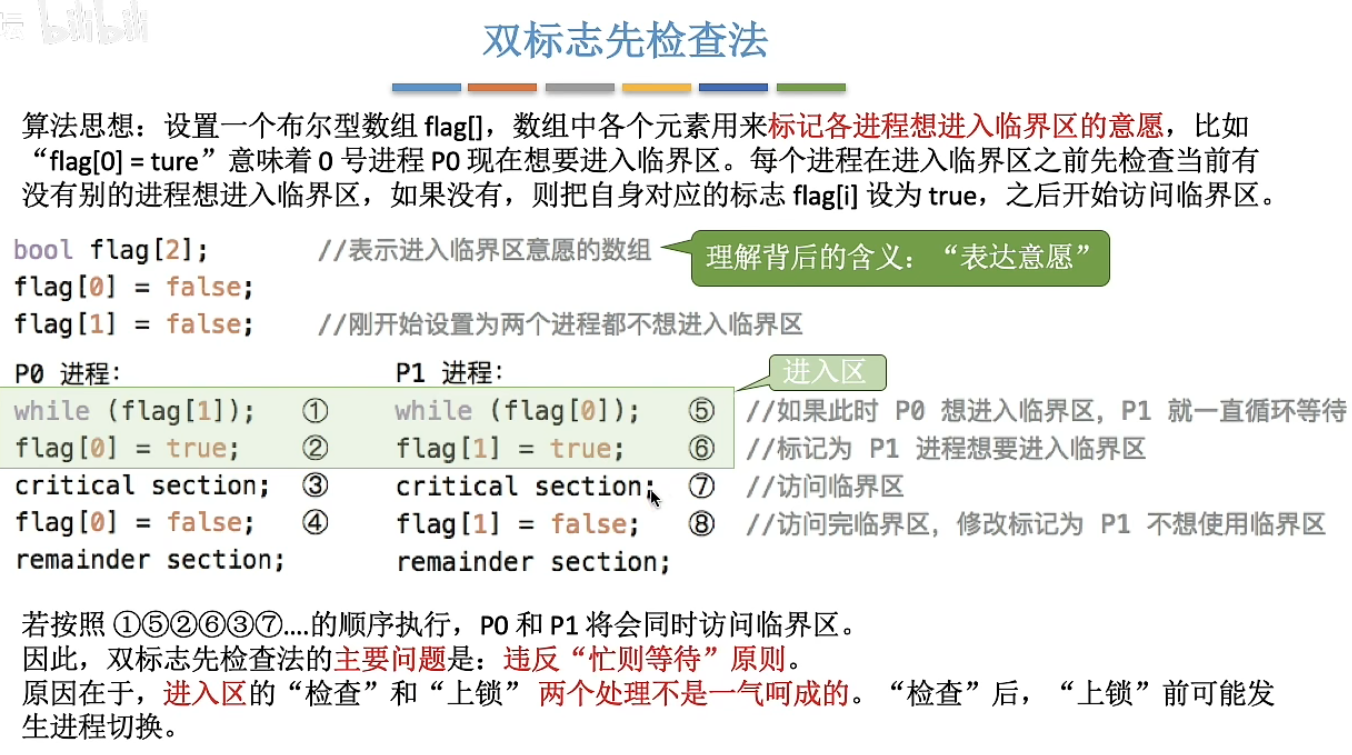 坛 bilibili
双标志先检查法
算法思想：设置一个布尔型数组 flag[]，数组中各个元素用来标记各进程想进入临界区的意愿，比如
“flag[0] = ture”意味着 0 号进程 P0 现在想要进入临界区。每个进程在进入临界区之前先检查当前有
没有别的进程想进入临界区，如果没有，则把自身对应的标志 flag[i] 设为 true，之后开始访问临界区。
bool flag[2]; //表示进入临界区意愿的数组 理解背后的含义：“表达意愿”
flag[0] = false;
flag[1] = false; //刚开始设置为两个进程都不想进入临界区
P0 进程: P1 进程: 进入区
while (flag[1]); ① while (flag[0]); ⑤ //如果此时 P0 想进入临界区，P1 就一直循环等待
flag[0] = true; ② flag[1] = true; ⑥ //标记为 P1 进程想要进入临界区
critical section; ③ critical section; ⑦ //访问临界区
flag[0] = false; ④ flag[1] = false; ⑧ //访问完临界区，修改标记为 P1 不想使用临界区
remainder section; remainder section;
若按照 ①⑤②⑥③⑦....的顺序执行，P0 和 P1 将会同时访问临界区。
因此，双标志先检查法的主要问题是：违反“忙则等待”原则。
原因在于，进入区的“检查”和“上锁” 两个处理不是一气呵成的。“检查”后，“上锁”前可能发
生进程切换。